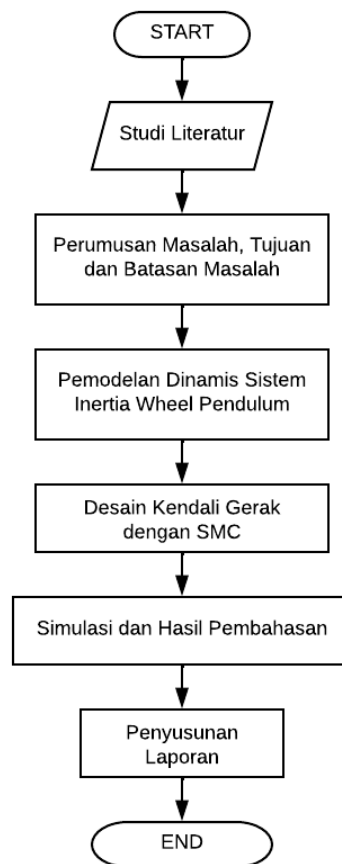 START
Studi Literatur
Perumusan Masalah, Tujuan
dan Batasan Masalah
Pemodelan Dinamis Sistem
Inertia Wheel Pendulum
Desain Kendali Gerak
dengan SMC
Simulasi dan Hasil Pembahasan
Penyusunan
Laporan
END